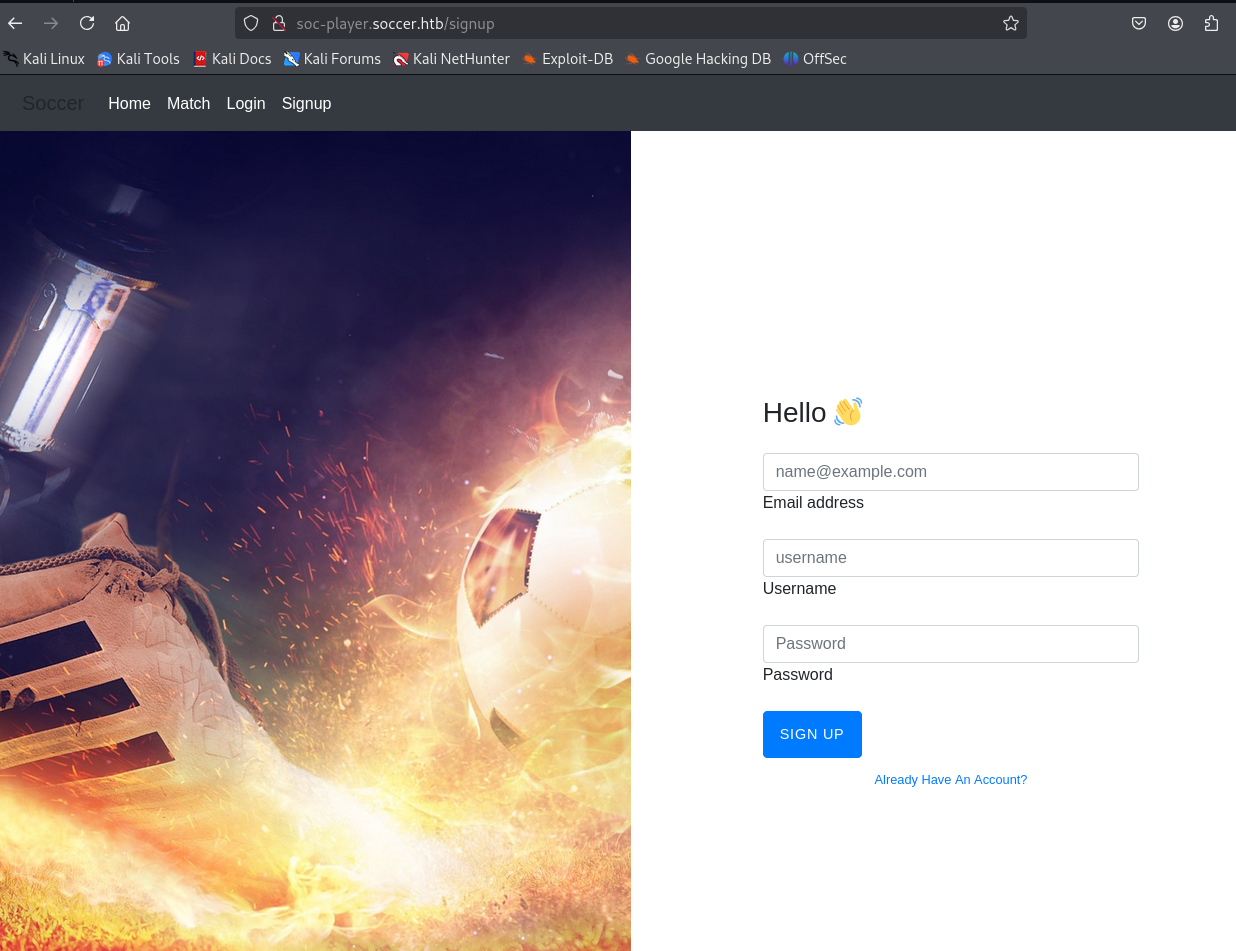 soc-player.soccer.htb/signup
Kali Linux Kali Tools Kali Docs Kali Forums Kali NetHunter Exploit-DB Google Hacking DB OffSec
Soccer Home Match Login Signup
Hello 👋
name@example.com
Email address
username
Username
Password
Password
SIGN UP
Already Have An Account?